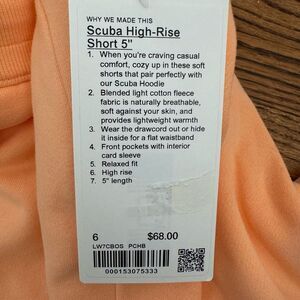 WHY WE MADE THIS
Scuba High-Rise
Short 5"
1. When you're craving casual
comfort, cozy up in these soft
shorts that pair perfectly with
our Scuba Hoodie
2. Blended light cotton fleece
fabric is naturally breathable,
soft against your skin, and
provides lightweight warmth
3. Wear the drawcord out or hide
it inside for a flat waistband
4. Front pockets with interior
card sleeve
5. Relaxed fit
6. High rise
7. 5" length
6 $68.00
LW7CBOS PCHB
000153075333